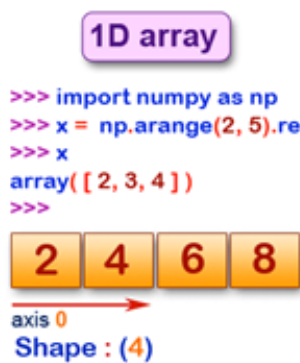 1D array
>>> import numpy as np
>>> x = np.arange(2, 5).re
>>> x
array( [ 2, 3, 4 ] )
>>>
2 4 6 8
axis 0
Shape : (4)